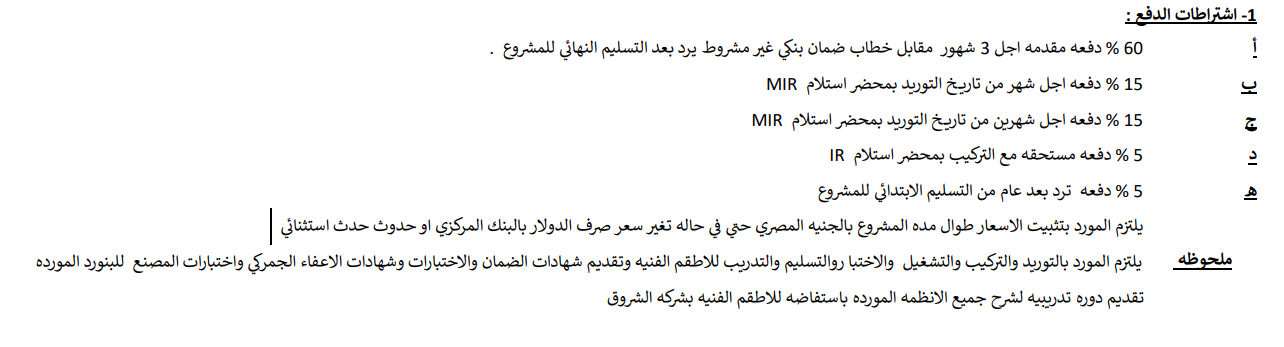 1- اشتراطات الدفع :
أ 60 % دفعه مقدمه اجل 3 شهور مقابل خطاب ضمان بنكي غير مشروط يرد بعد التسليم النهائي للمشروع .
ب 15 % دفعه اجل شهر من تاريخ التوريد بمحضر استلام MIR
ج 15 % دفعه اجل شهرين من تاريخ التوريد بمحضر استلام MIR
د 5 % دفعه مستحقه مع التركيب بمحضر استلام IR
ه 5 % دفعه ترد بعد عام من التسليم الابتدائي للمشروع
يلتزم المورد بتثبيت الاسعار طوال مده المشروع بالجنيه المصري حتي في حاله تغير سعر صرف الدولار بالبنك المركزي او حدوث حدث استثنائي
ملحوظه يلتزم المورد بالتوريد والتركيب والتشغيل والاختبا روالتسليم والتدريب للاطقم الفنيه وتقديم شهادات الضمان والاختبارات وشهادات الاعفاء الجمركي واختبارات المصنع للبنورد المورده
تقديم دوره تدريبيه لشرح جميع الانظمه المورده باستفاضه للاطقم الفنيه بشركه الشروق